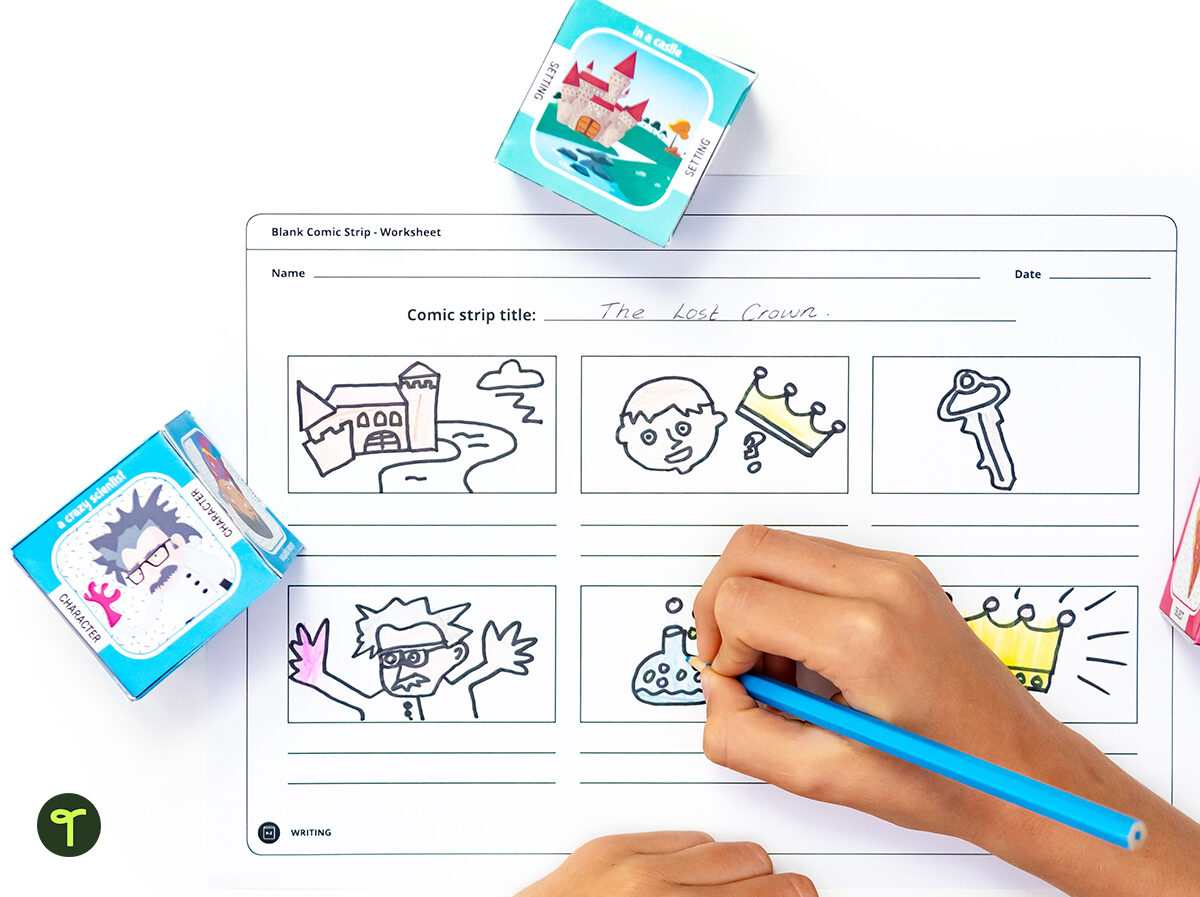 in a castle
SETTING
SETTING
Blank Comic Strip - Worksheet
Name
Date
Comic strip title: The Lost Crown.
a crazy scientist
CHARACTER
CHARACTER
?
WRITING